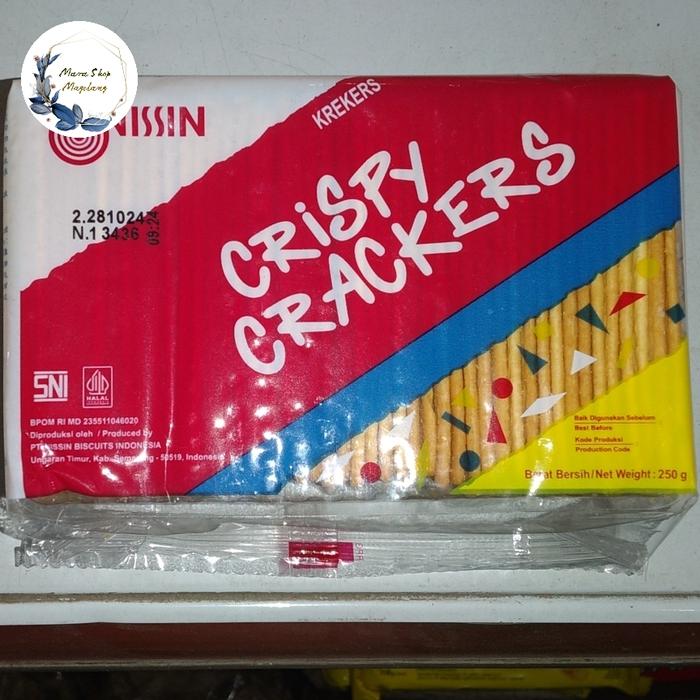 Mara Shop
Magelang
NISSIN
KREKERS
CRiSPY
CRACKERS
2.281024
N.1 3436
09:24
SNI
HALAL
INDONESIA
BPOM RI MD 235511046020
Diproduksi oleh / Produced by
PT NISSIN BISCUITS INDONESIA
Ungaran Timur, Kab. Semarang - 50519, Indonesia
Baik Digunakan Sebelum
Best Before
Kode Produksi
Production Code
Berat Bersih/Net Weight : 250 g